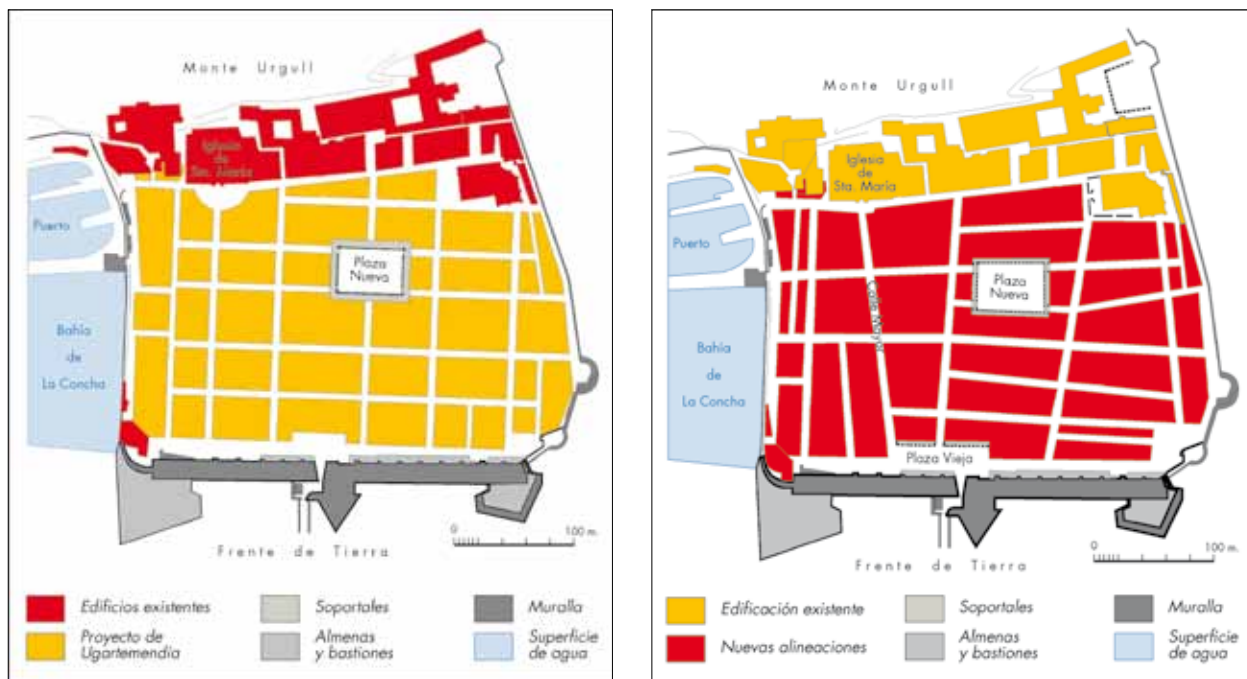 Monte Urgull
Iglesia
de
Sta. María
Puerto
Plaza
Nueva
Bahía
de
La Concha
Frente de Tierra
0
100 m.
Edificios existentes
Proyecto de
Ugartemendía
Soportales
Almenas
y bastiones
Muralla
Superficie
de agua
Monte Urgull
Iglesia
de
Sta. María
Puerto
Plaza
Nueva
Calle Mayor
Bahía
de
La Concha
Plaza Vieja
Frente de Tierra
0
100 m.
Edificación existente
Nuevas alineaciones
Soportales
Almenas
y bastiones
Muralla
Superficie
de agua